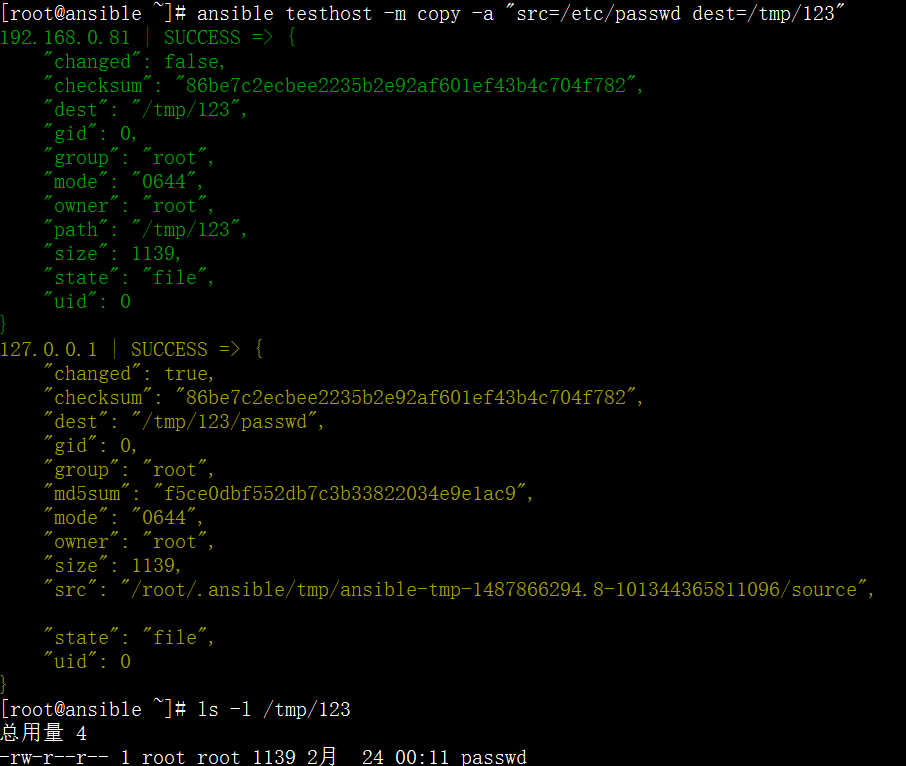 [root@ansible ~]# ansible testhost -m copy -a "src=/etc/passwd dest=/tmp/123"
192.168.0.81 | SUCCESS => {
    "changed": false,
    "checksum": "86be7c2ecbee2235b2e92af601ef43b4c704f782",
    "dest": "/tmp/123",
    "gid": 0,
    "group": "root",
    "mode": "0644",
    "owner": "root",
    "path": "/tmp/123",
    "size": 1139,
    "state": "file",
    "uid": 0
}
127.0.0.1 | SUCCESS => {
    "changed": true,
    "checksum": "86be7c2ecbee2235b2e92af601ef43b4c704f782",
    "dest": "/tmp/123/passwd",
    "gid": 0,
    "group": "root",
    "md5sum": "f5ce0dbf552db7c3b33822034e9e1ac9",
    "mode": "0644",
    "owner": "root",
    "size": 1139,
    "src": "/root/.ansible/tmp/ansible-tmp-1487866294.8-101344365811096/source",
    "state": "file",
    "uid": 0
}
[root@ansible ~]# ls -l /tmp/123
总用量 4
-rw-r--r-- 1 root root 1139 2月  24 00:11 passwd